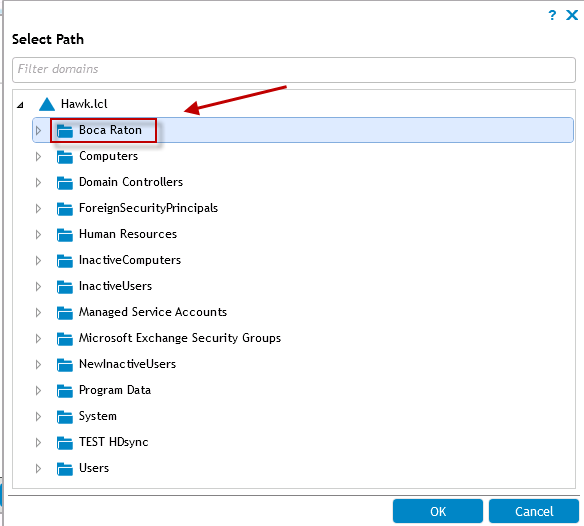 ?
Select Path
Filter domains
Hawk.lcl
Boca Raton
Computers
Domain Controllers
ForeignSecurityPrincipals
Human Resources
InactiveComputers
InactiveUsers
Managed Service Accounts
Microsoft Exchange Security Groups
NewInactiveUsers
Program Data
System
TEST HDsync
Users
OK Cancel